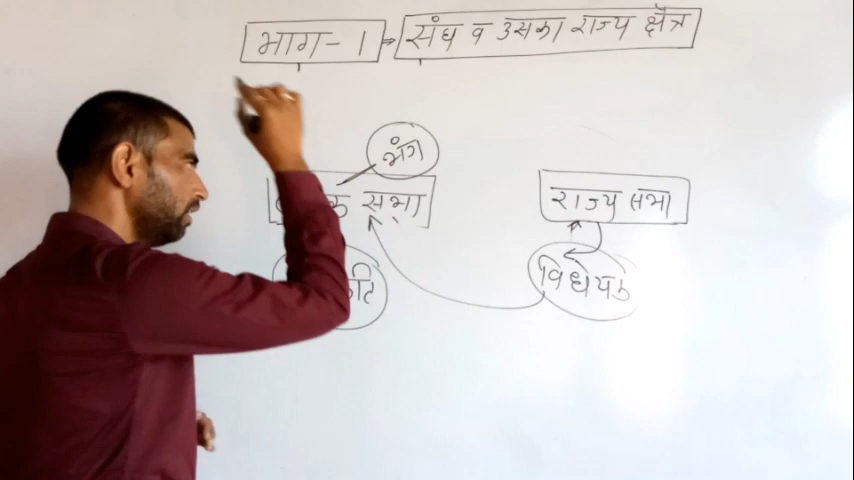 भाग-1 → संघ व उसका राज्य क्षेत्र
भंग
सभा
राज्य सभा
विधेयक